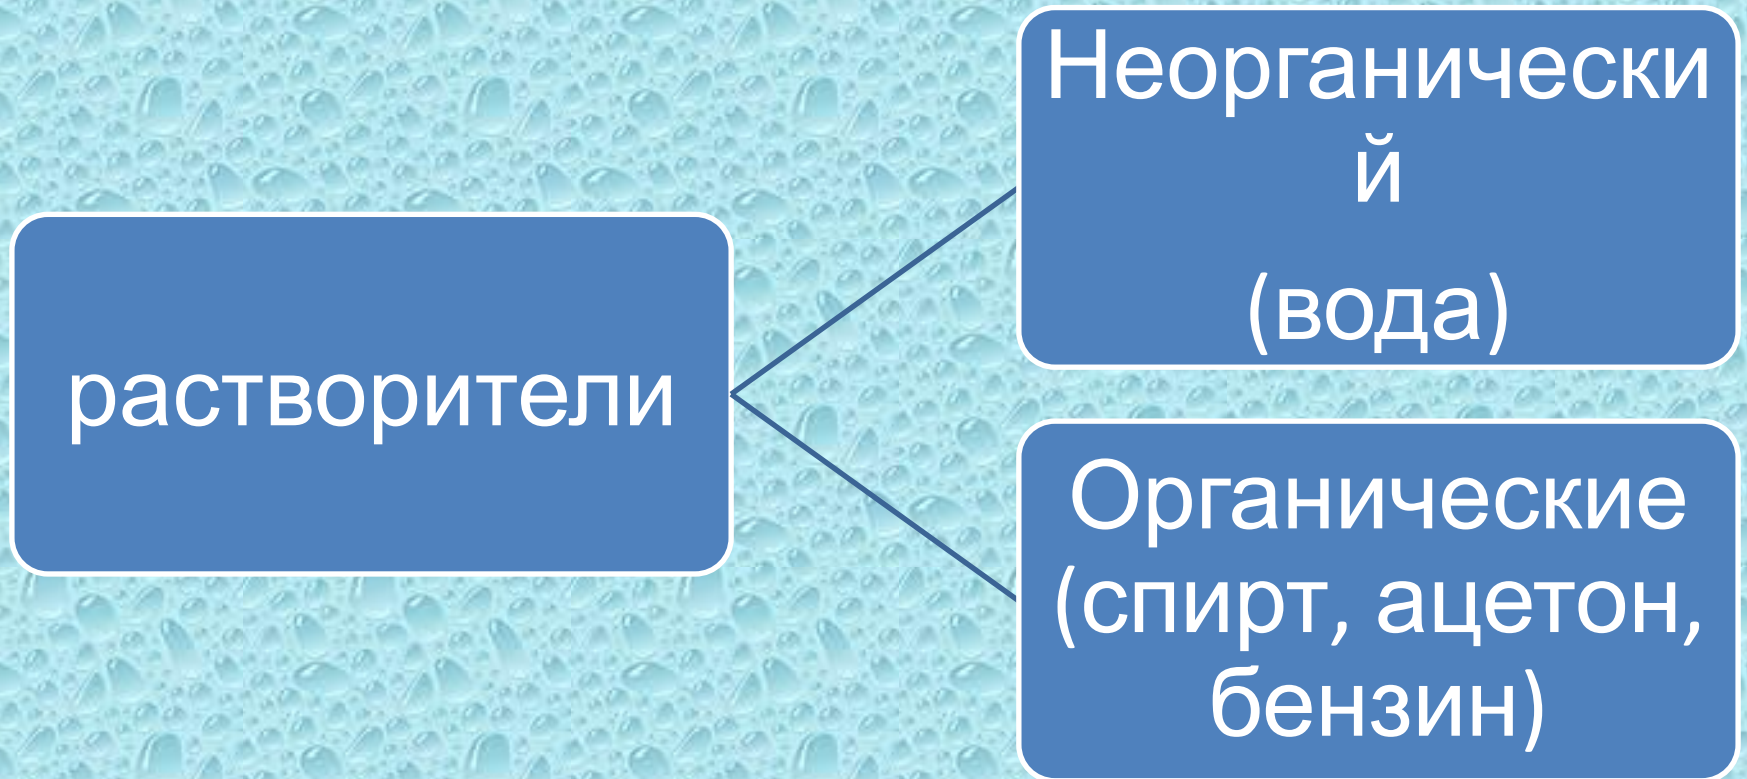 растворители
Неорганически
й
(вода)
Органические
(спирт, ацетон,
бензин)